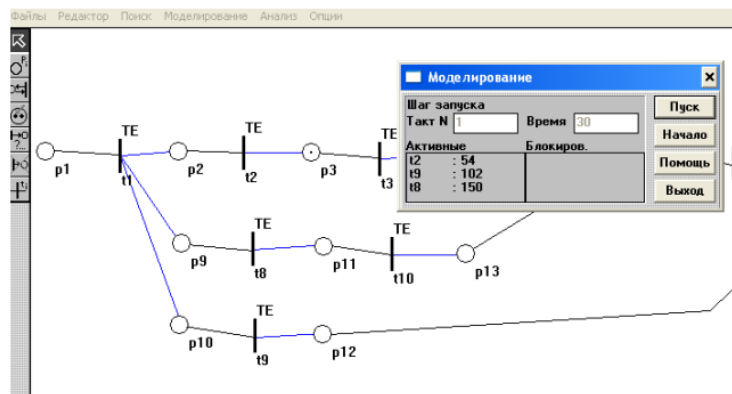 Файлы Редактор Поиск Моделирование Анализ Опции
Моделирование
Шаг запуска
Такт N 1 Время 30
Активные Блокиров.
t2 : 54
t9 : 102
t8 : 150
Пуск
Начало
Помощь
Выход
TE TE TE
p1 t1 p2 t2 p3 t3
TE TE
p9 t8 p11 t10 p13
TE
p10 t9 p12